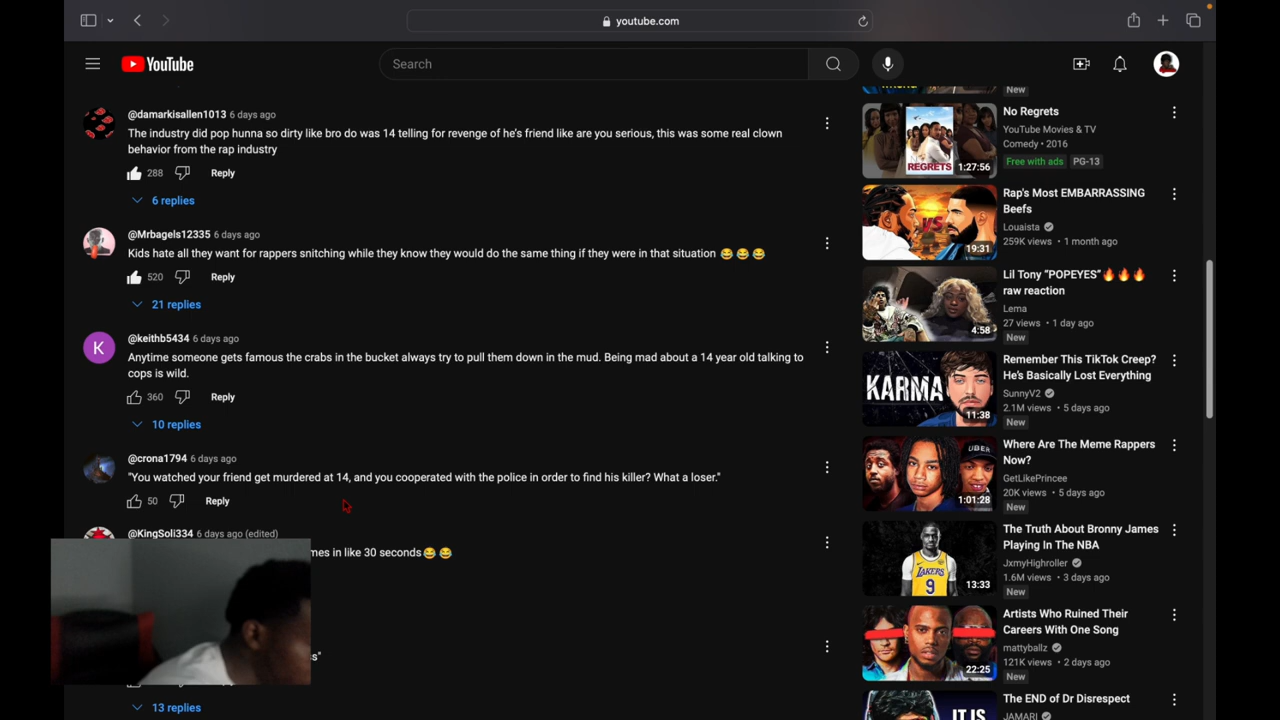 youtube.com
YouTube
Search
@damarkisallen1013 6 days ago
The industry did pop hunna so dirty like bro do was 14 telling for revenge of he's friend like are you serious, this was some real clown
behavior from the rap industry
288 Reply
6 replies
@Mrbagels12335 6 days ago
Kids hate all they want for rappers snitching while they know they would do the same thing if they were in that situation 😂😂😂
520 Reply
21 replies
K
@keithb5434 6 days ago
Anytime someone gets famous the crabs in the bucket always try to pull them down in the mud. Being mad about a 14 year old talking to
cops is wild.
360 Reply
10 replies
@crona1794 6 days ago
"You watched your friend get murdered at 14, and you cooperated with the police in order to find his killer? What a loser."
50 Reply
@KingSoli334 6 days ago (edited)
mes in like 30 seconds😂😂
s"
13 replies
New
No Regrets
YouTube Movies & TV
Comedy • 2016
Free with ads PG-13
REGRETS
1:27:56
Rap's Most EMBARRASSING
Beefs
Louaista
259K views • 1 month ago
VS
19:31
Lil Tony "POPEYES"🔥🔥🔥
raw reaction
Lema
27 views • 1 day ago
New
4:58
Remember This TikTok Creep?
He's Basically Lost Everything
SunnyV2
2.1M views • 5 days ago
New
KARMA
11:38
Where Are The Meme Rappers
Now?
GetLikePrincee
20K views • 5 days ago
New
UBER
1:01:28
The Truth About Bronny James
Playing In The NBA
JxmyHighroller
1.6M views • 3 days ago
New
LAKERS
9
13:33
Artists Who Ruined Their
Careers With One Song
mattyballz
121K views • 2 days ago
New
22:25
The END of Dr Disrespect
JAMARI
IT IS